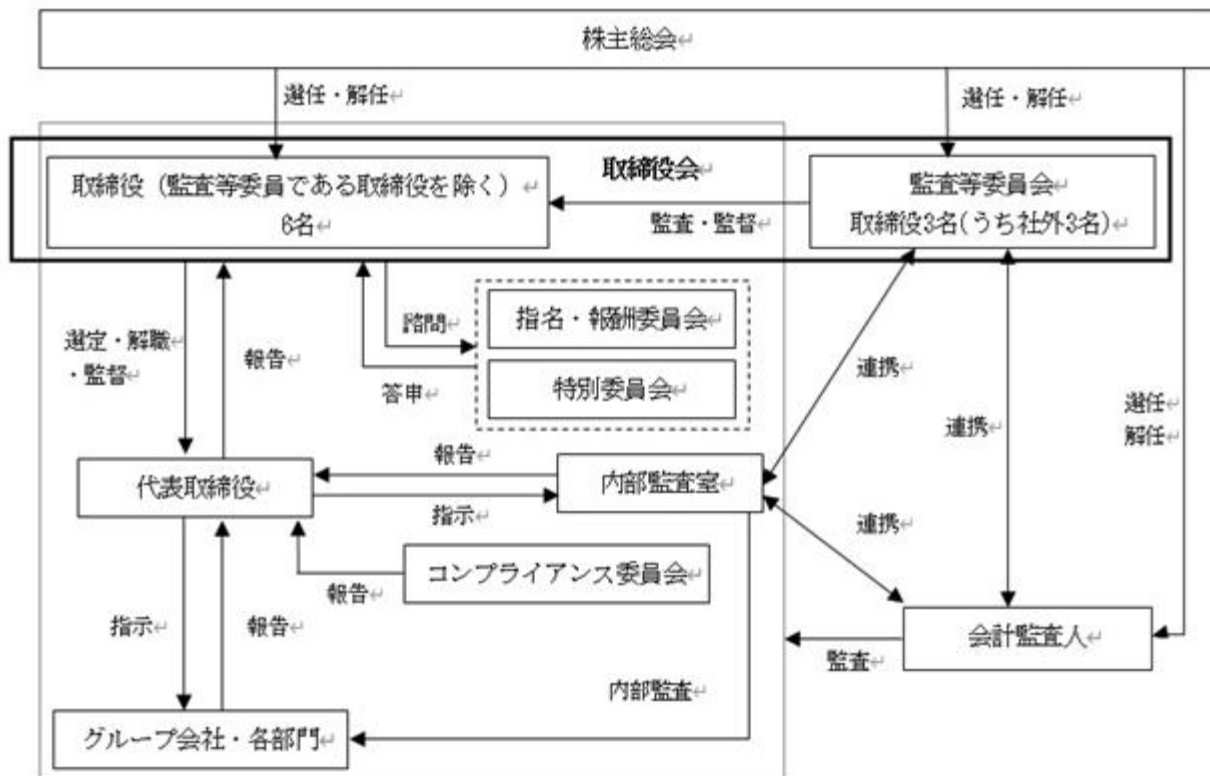 株主総会↵
選任・解任↵
選任・解任↵
取締役会
取締役(監査等委員である取締役を除く)↵
6名↵
監査等委員会↵
取締役3名(うち社外3名)↵
監査・監督↵
選定・解職↵
・監督↵
報告↵
諮問↵
答申↵
指名・報酬委員会↵
特別委員会↵
連携↵
連携↵
選任↵
解任↵
代表取締役↵
報告↵
指示↵
内部監査室↵
連携↵
コンプライアンス委員会↵
報告↵
指示↵
報告↵
会計監査人↵
監査↵
内部監査↵
グループ会社・各部門↵